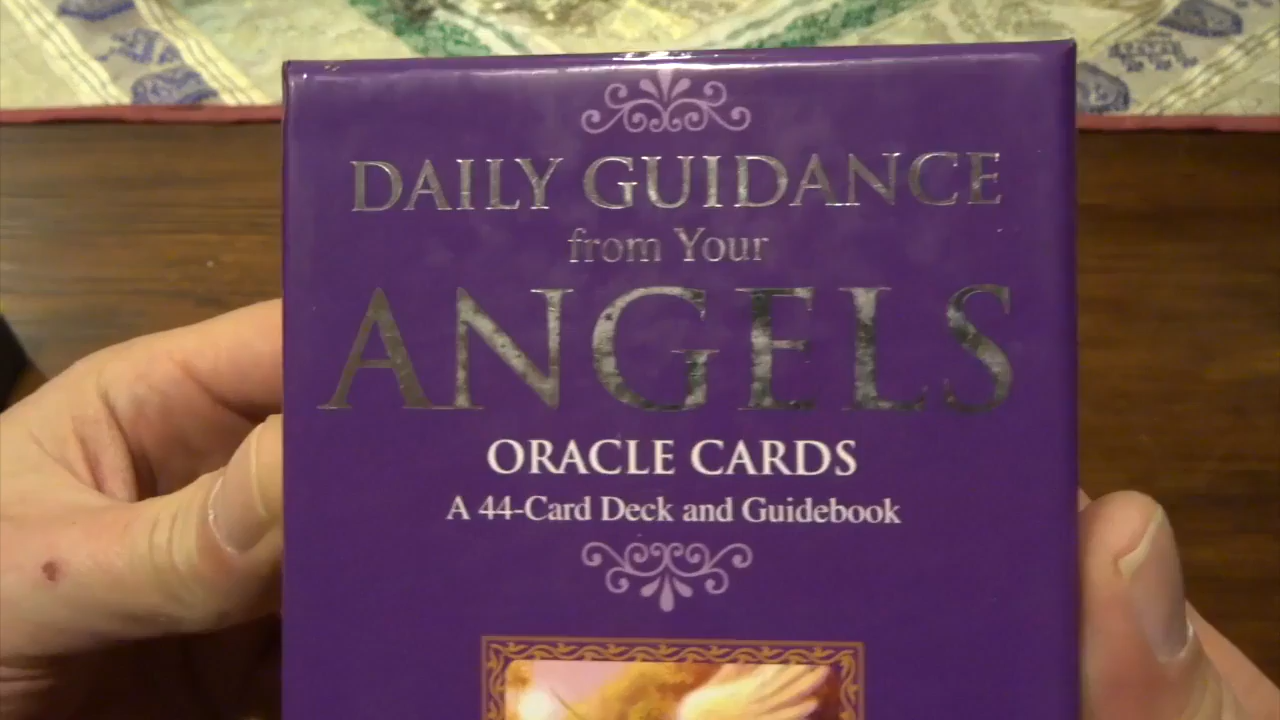 DAILY GUIDANCE
from Your
ANGELS
ORACLE CARDS
A 44-Card Deck and Guidebook